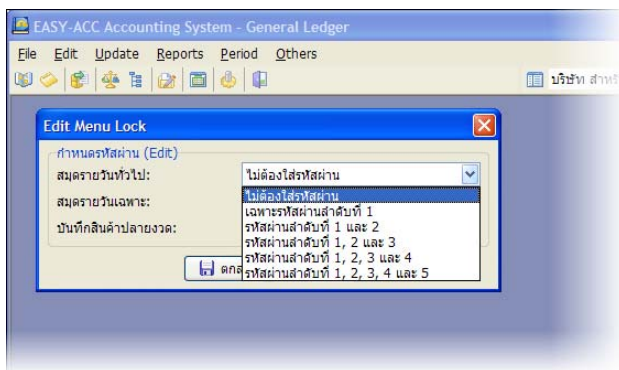 EASY-ACC Accounting System - General Ledger
File Edit Update Reports Period Others
บริษัท
Edit Menu Lock
กำหนดรหัสผ่าน (Edit)
สมุดรายวันทั่วไป: ไม่ต้องใส่รหัสผ่าน
สมุดรายวันเฉพาะ:
บันทึกสินค้าปลายงวด:
ไม่ต้องใส่รหัสผ่าน
เฉพาะรหัสผ่านลำดับที่ 1
รหัสผ่านลำดับที่ 1 และ 2
รหัสผ่านลำดับที่ 1, 2 และ 3
รหัสผ่านลำดับที่ 1, 2, 3 และ 4
รหัสผ่านลำดับที่ 1, 2, 3, 4 และ 5